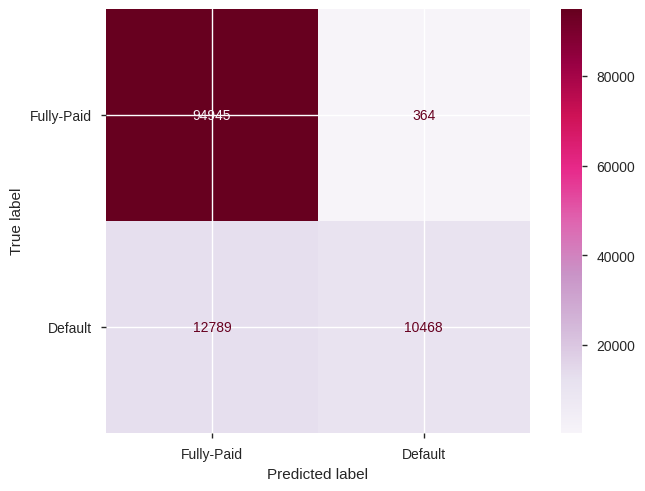 Fully-Paid
Default
True label
94945
364
12789
10468
Fully-Paid
Default
Predicted label
80000
60000
40000
20000